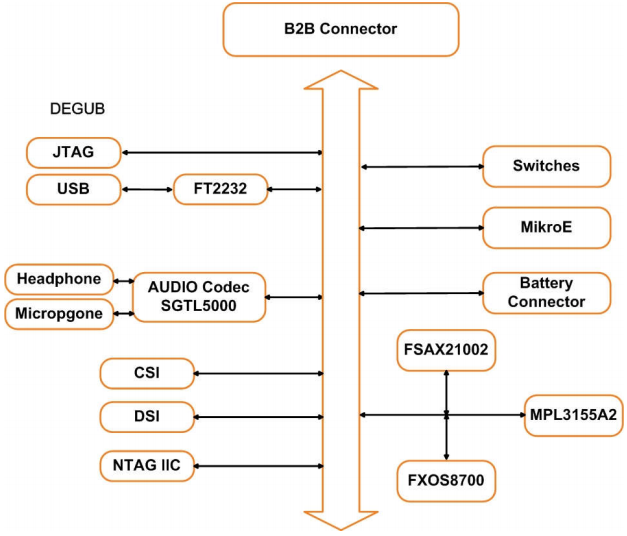 B2B Connector
DEGUB
JTAG
USB
FT2232
Headphone
Micropgone
AUDIO Codec
SGTL5000
CSI
DSI
NTAG IIC
Switches
MikroE
Battery
Connector
FSAX21002
MPL3155A2
FXOS8700